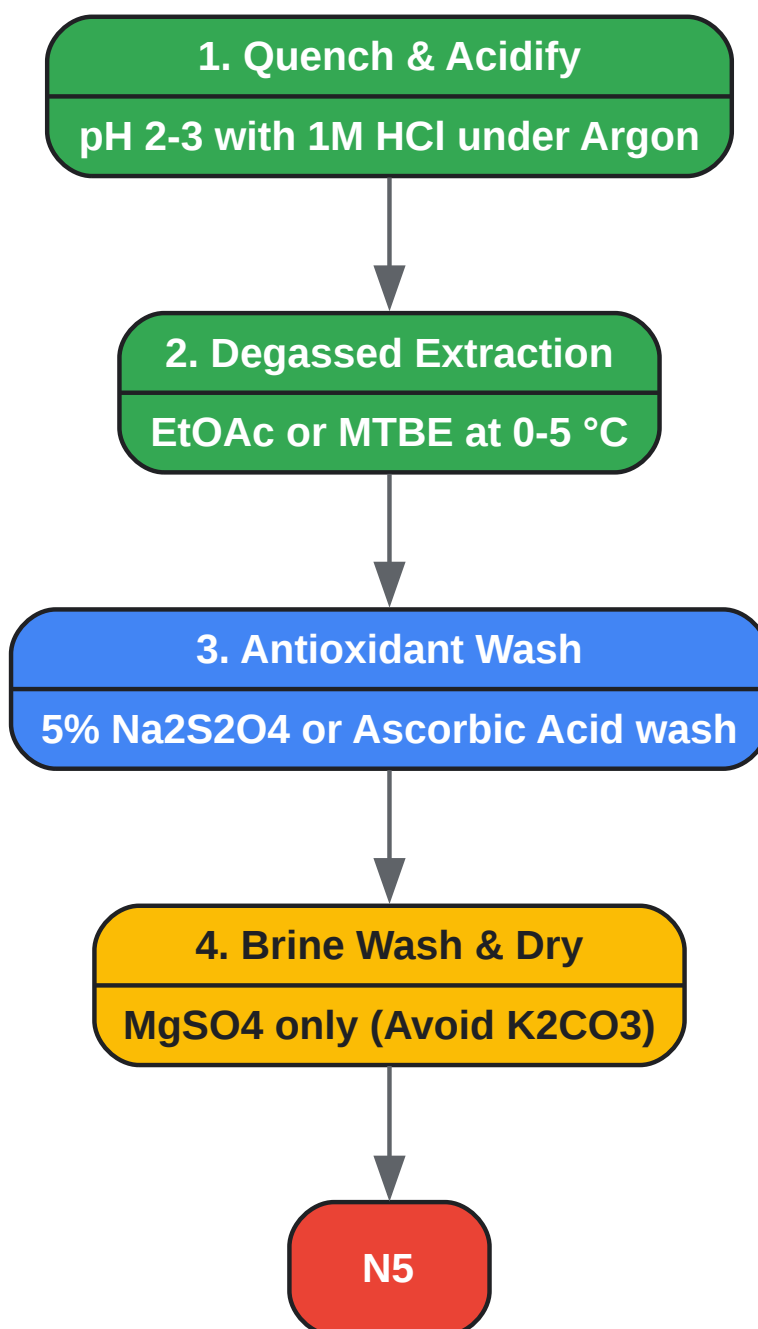 1. Quench & Acidify
pH 2-3 with 1M HCl under Argon
2. Degassed Extraction
EtOAc or MTBE at 0-5 °C
3. Antioxidant Wash
5% Na2S2O4 or Ascorbic Acid wash
4. Brine Wash & Dry
MgSO4 only (Avoid K2CO3)
N5